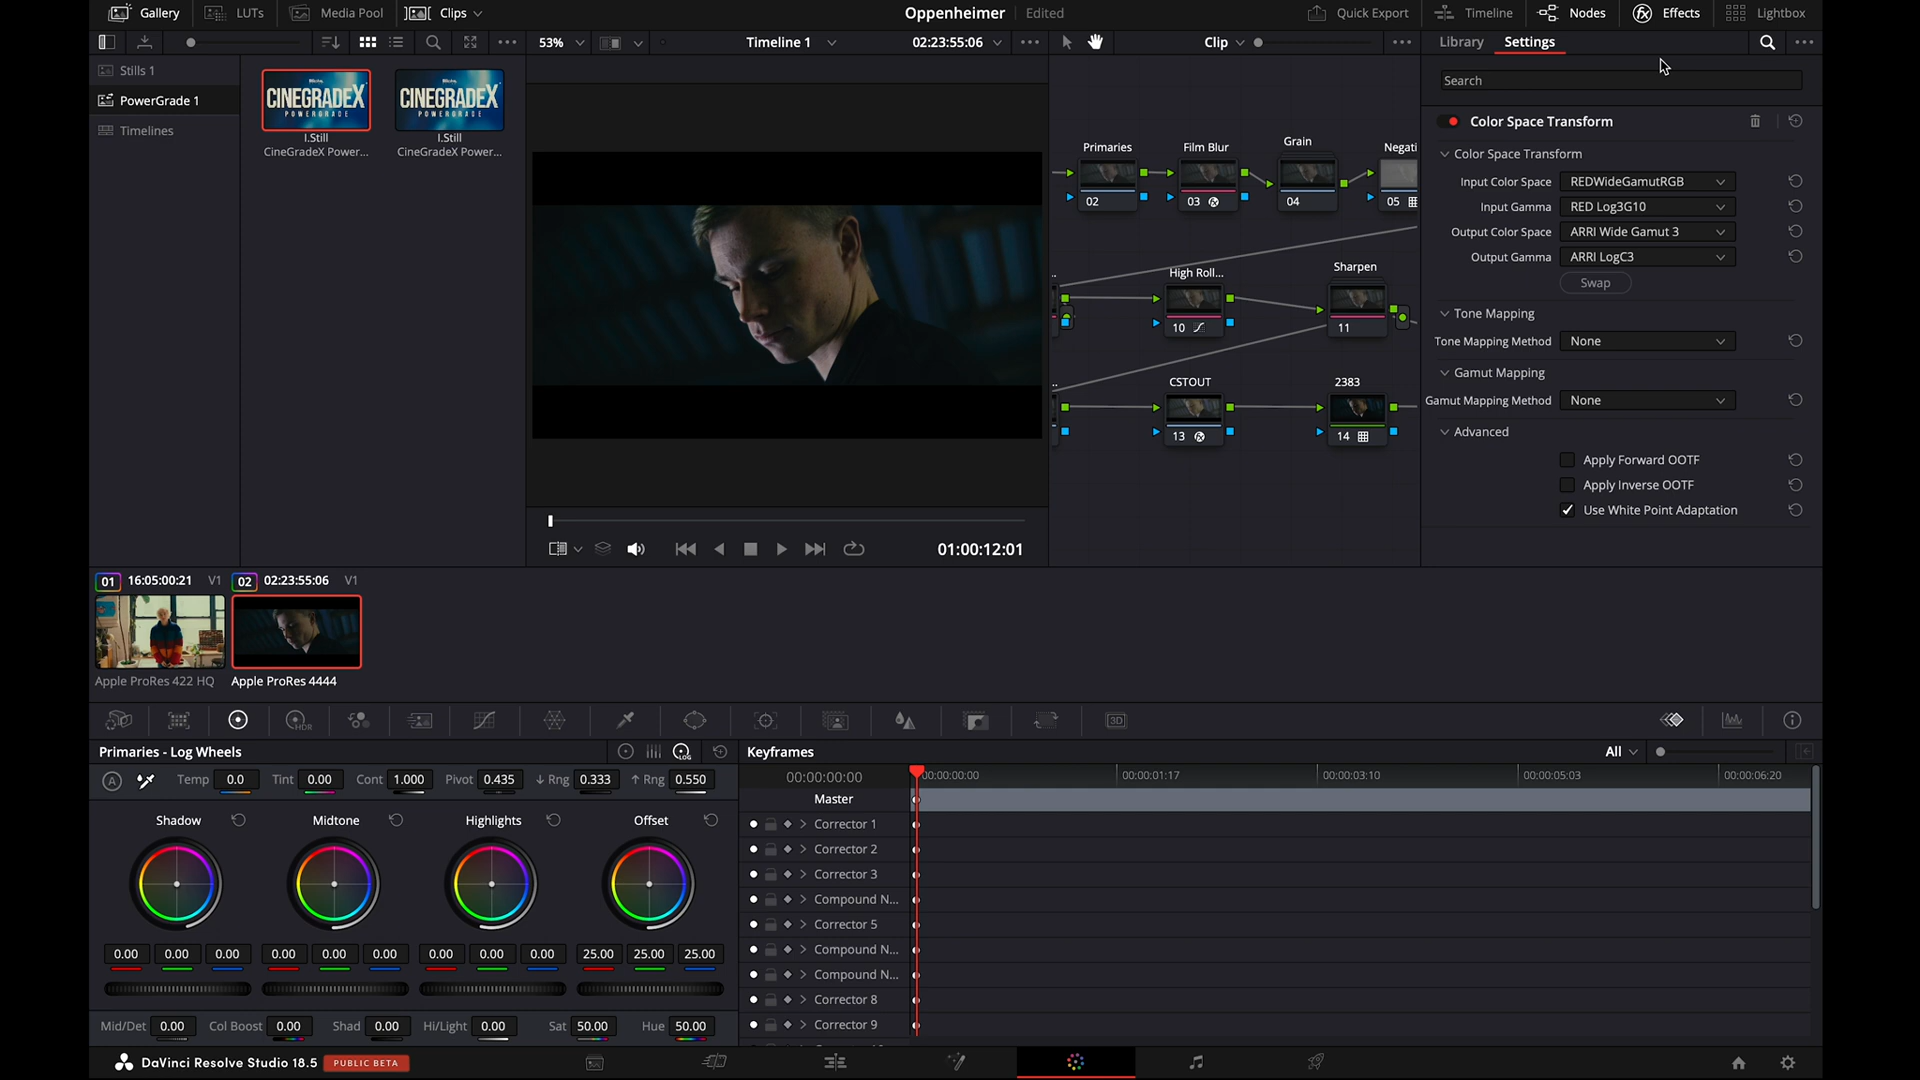 Gallery LUTs Media Pool Clips Oppenheimer Edited Quick Export Timeline Nodes Effects Lightbox
53% Timeline 1 02:23:55:06 Clip Library Settings
Stills 1
PowerGrade 1
Timelines
CINEGRADEX
POWERGRADE
1.Still
CineGradeX Power...
CINEGRADEX
POWERGRADE
1.Still
CineGradeX Power...
01:00:12:01
Primaries
02
Film Blur
03
Grain
04
Negati
05
High Roll...
10
Sharpen
11
CSTOUT
13
2383
14
Search
Color Space Transform
Color Space Transform
Input Color Space REDWideGamutRGB
Input Gamma RED Log3G10
Output Color Space ARRI Wide Gamut 3
Output Gamma ARRI LogC3
Swap
Tone Mapping
Tone Mapping Method None
Gamut Mapping
Gamut Mapping Method None
Advanced
Apply Forward OOTF
Apply Inverse OOTF
Use White Point Adaptation
01 16:05:00:21 V1 02 02:23:55:06 V1
Apple ProRes 422 HQ Apple ProRes 4444
HDR 3D
Primaries - Log Wheels LOG
A Temp 0.0 Tint 0.00 Cont 1.000 Pivot 0.435 ↓ Rng 0.333 ↑ Rng 0.550
Shadow Midtone Highlights Offset
0.00 0.00 0.00 0.00 0.00 0.00 0.00 0.00 0.00 25.00 25.00 25.00
Mid/Det 0.00 Col Boost 0.00 Shad 0.00 Hi/Light 0.00 Sat 50.00 Hue 50.00
Keyframes All
00:00:00:00 00:00:00:00 00:00:01:17 00:00:03:10 00:00:05:03 00:00:06:20
Master
Corrector 1
Corrector 2
Corrector 3
Compound N...
Corrector 5
Compound N...
Compound N...
Corrector 8
Corrector 9
DaVinci Resolve Studio 18.5 PUBLIC BETA